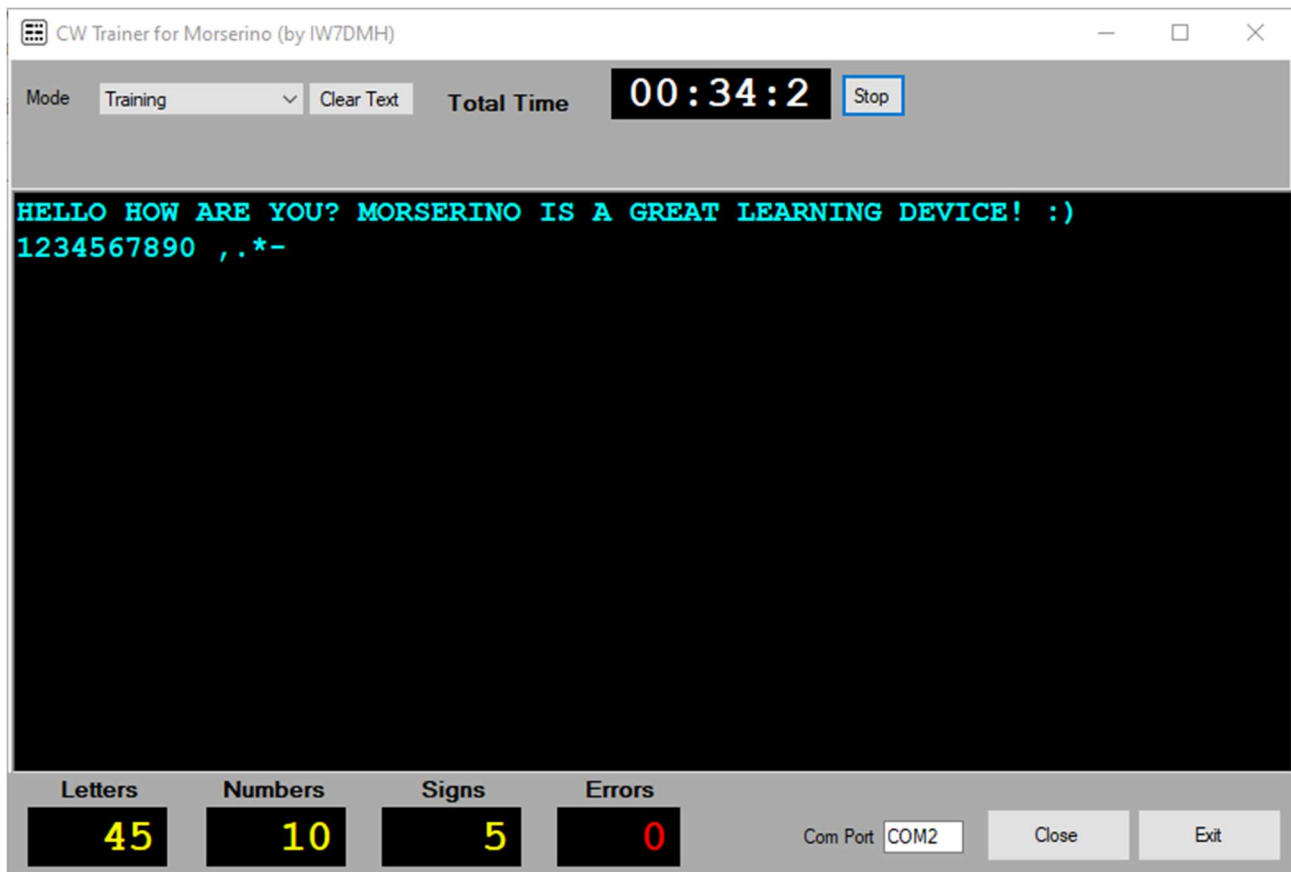 CW Trainer for Morserino (by IW7DMH)
Mode Training Clear Text Total Time 00:34:2 Stop
HELLO HOW ARE YOU? MORSERINO IS A GREAT LEARNING DEVICE! :)
1234567890 ,.*-
Letters Numbers Signs Errors
45 10 5 0
Com Port COM2 Close Exit